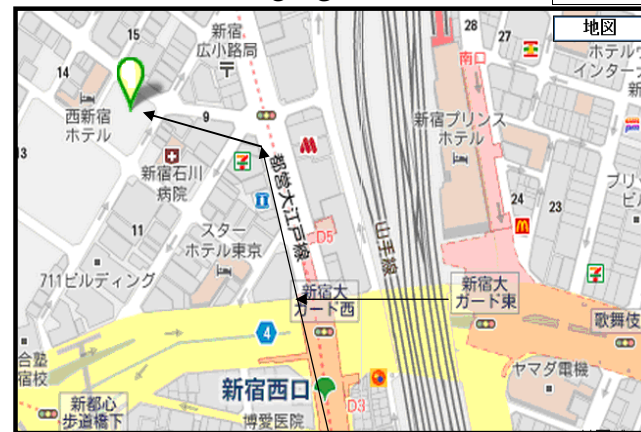 地図
15
新宿
広小路局
〒
28
27
南口
ホテル
インター
14
西新宿
ホテル
9
新宿プリンス
ホテル
13
新宿石川
病院
都営大江戸線
24
23
11
スター
ホテル東京
D5
山手線
711ビルディング
新宿大
ガード西
新宿大
ガード東
歌舞伎
4
合塾
宿校
新宿西口
ヤマダ電機
新都心
歩道橋下
博愛医院
D3